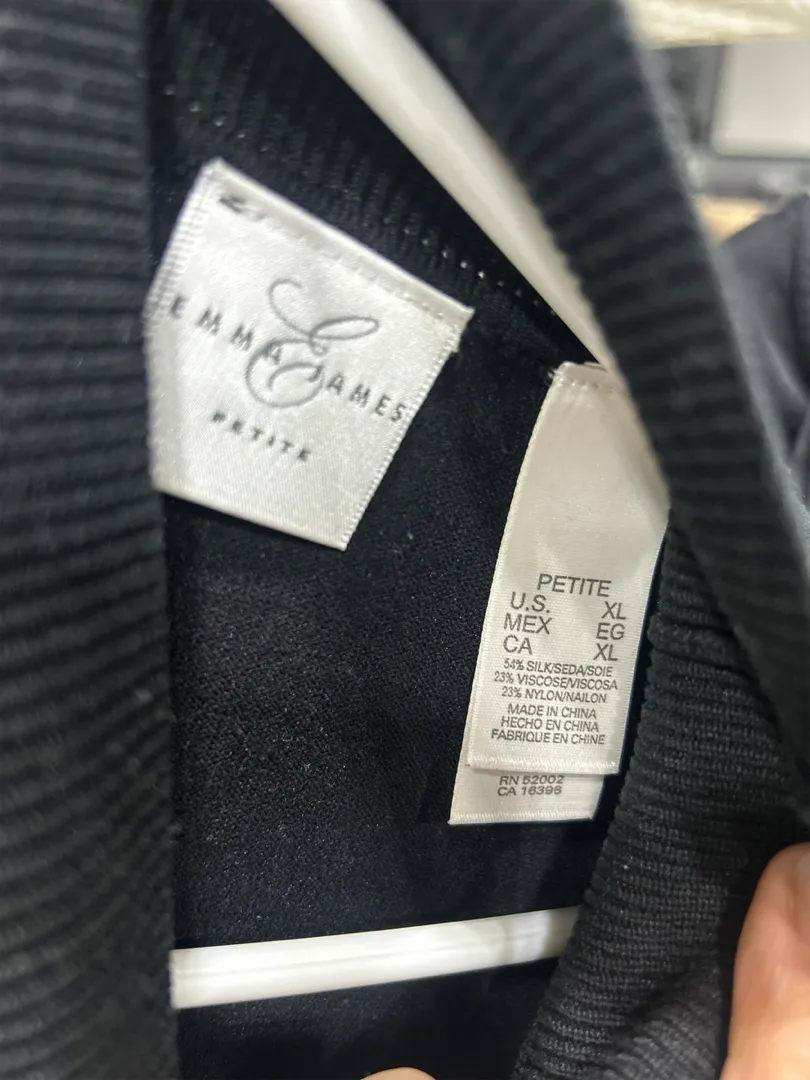 EMMA JAMES
PETITE
PETITE
U.S. XL
MEX EG
CA XL
54% SILK/SEDA/SOIE
23% VISCOSE/VISCOSA
23% NYLON/NAILON
MADE IN CHINA
HECHO EN CHINA
FABRIQUE EN CHINE
RN 52002
CA 16396